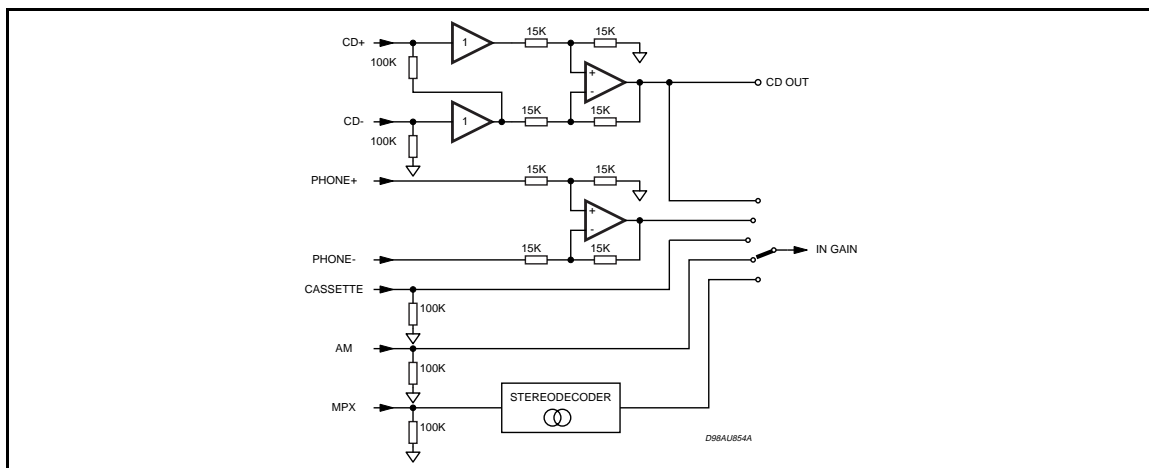 CD+
100K
1
15K
15K
+
-
CD OUT
CD-
100K
1
15K
15K
PHONE+
15K
15K
+
-
PHONE-
15K
15K
IN GAIN
CASSETTE
100K
AM
100K
MPX
100K
STEREODECODER
D98AU854A